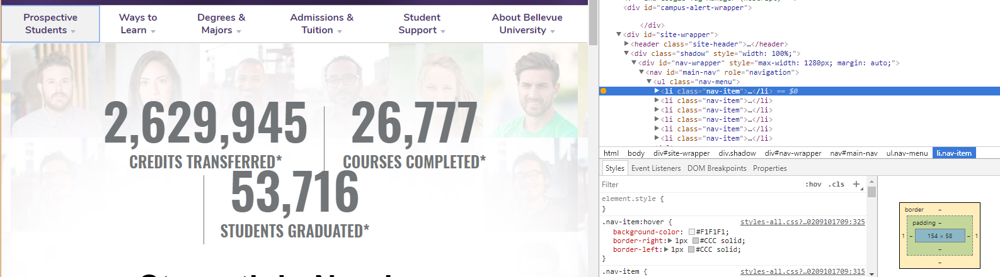 Prospective
Students
Ways to
Learn
Degrees &
Majors
Admissions &
Tuition
Student
Support
About Bellevue
University
2,629,945
CREDITS TRANSFERRED*
26,777
COURSES COMPLETED*
53,716
STUDENTS GRADUATED*
<div id="campus-alert-wrapper">
</div>
▼<div id="site-wrapper">
▶<header class="site-header">…</header>
▼<div class="shadow" style="width: 100%;">
▼<div id="nav-wrapper" style="max-width: 1280px; margin: auto;">
▼<nav id="main-nav" role="navigation">
▼<ul class="nav-menu">
▶<li class="nav-item">…</li> == $0
▶<li class="nav-item">…</li>
▶<li class="nav-item">…</li>
▶<li class="nav-item">…</li>
▶<li class="nav-item">…</li>
▶<li class="nav-item">…</li>
html body div#site-wrapper div.shadow div#nav-wrapper nav#main-nav ul.nav-menu li.nav-item
Styles Event Listeners DOM Breakpoints Properties
Filter :hov .cls +
element.style {
}
.nav-item:hover { styles-all.css?…0209101709:325
background-color: #F1F1F1;
border-right:▶1px #CCC solid;
border-left:▶1px #CCC solid;
}
.nav-item { styles-all.css?…0209101709:315
border –
padding –
1 – 154 × 58 – 1
–
–